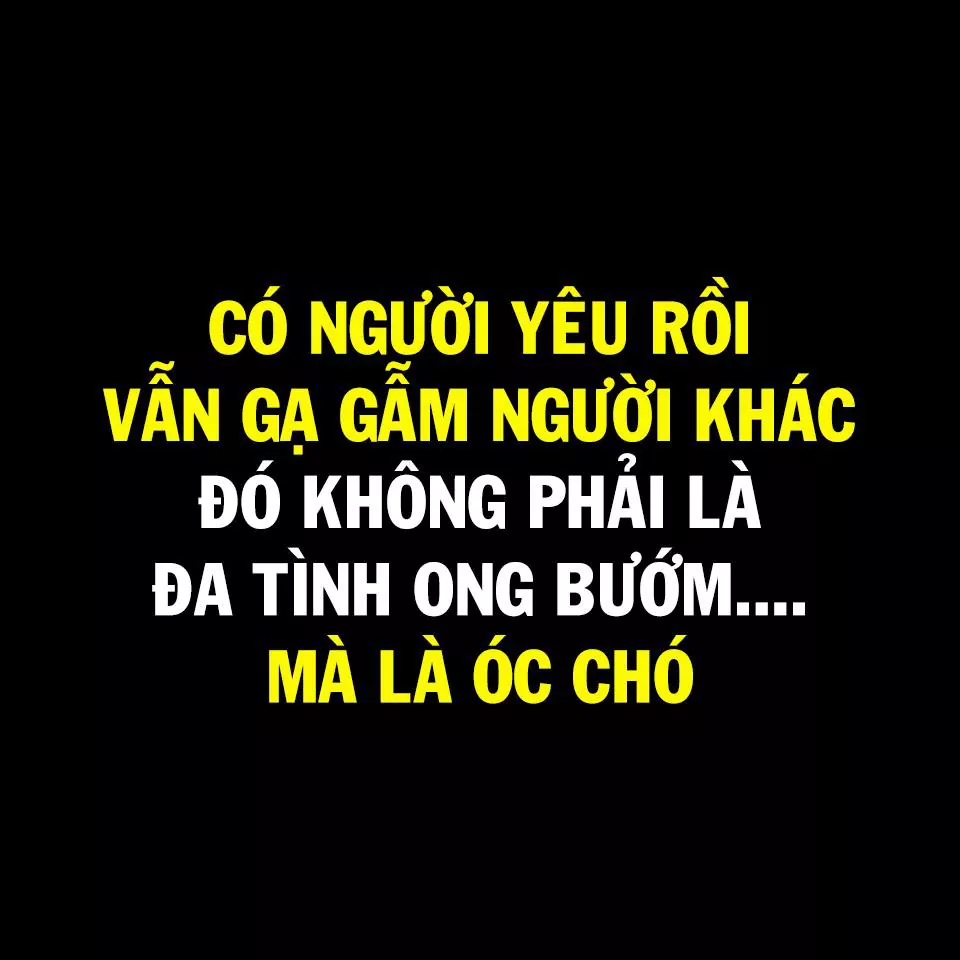 CÓ NGƯỜI YÊU RỒI
VẪN GẠ GẪM NGƯỜI KHÁC
ĐÓ KHÔNG PHẢI LÀ
ĐA TÌNH ONG BƯỚM....
MÀ LÀ ÓC CHÓ